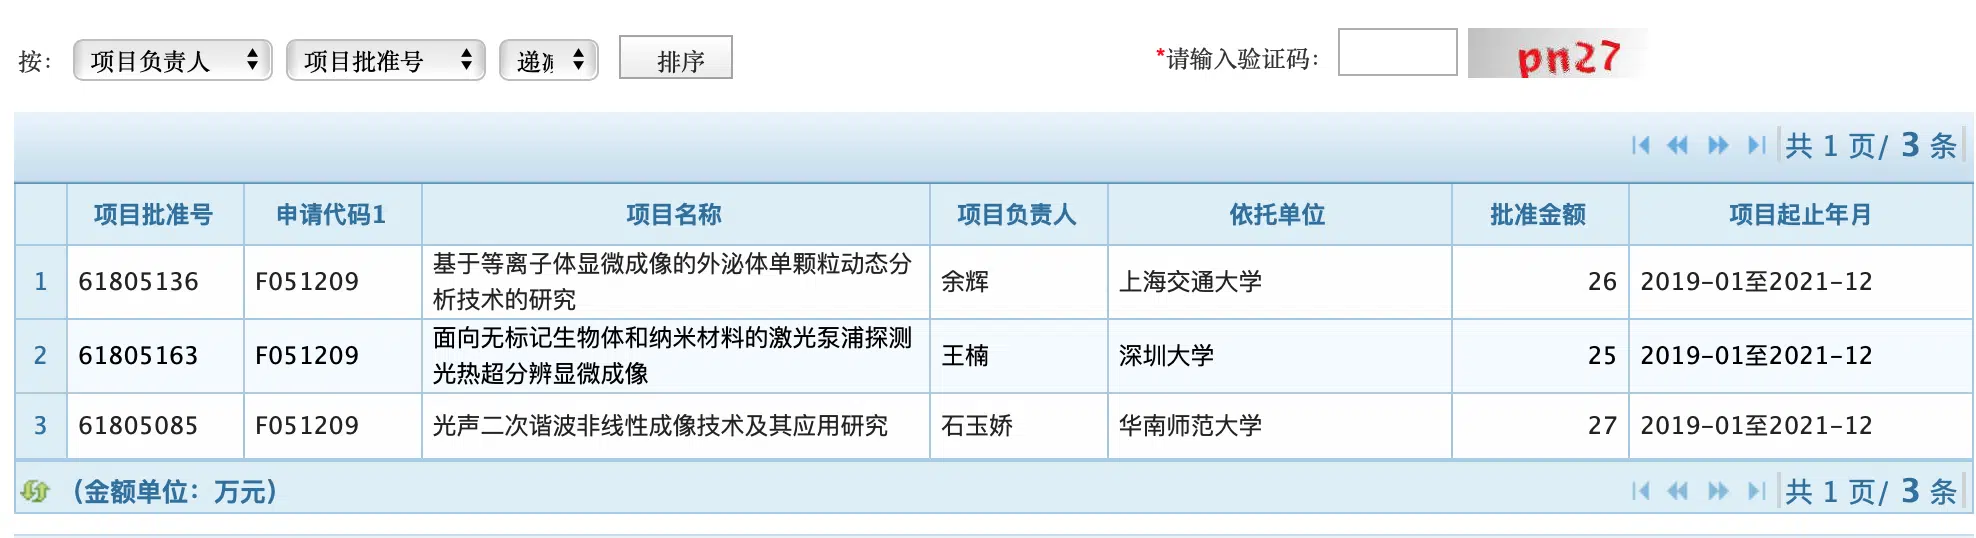 按： 项目负责人 项目批准号 递减 排序 *请输入验证码： pn27
共 1 页/ 3 条
项目批准号 申请代码1 项目名称 项目负责人 依托单位 批准金额 项目起止年月
1 61805136 F051209 基于等离子体显微成像的外泌体单颗粒动态分析技术的研究 余辉 上海交通大学 26 2019-01至2021-12
2 61805163 F051209 面向无标记生物体和纳米材料的激光泵浦探测光热超分辨显微成像 王楠 深圳大学 25 2019-01至2021-12
3 61805085 F051209 光声二次谐波非线性成像技术及其应用研究 石玉娇 华南师范大学 27 2019-01至2021-12
（金额单位：万元） 共 1 页/ 3 条